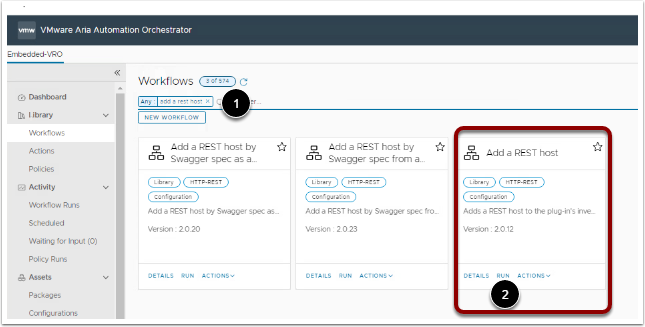 vmw VMware Aria Automation Orchestrator
Embedded-VRO
«
Dashboard
Library
Workflows
Actions
Policies
Activity
Workflow Runs
Scheduled
Waiting for Input (0)
Policy Runs
Assets
Packages
Configurations
Workflows 3 of 574
Any : add a rest host × 1
NEW WORKFLOW
Add a REST host by
Swagger spec as a...
Library HTTP-REST
Configuration
Add a REST host by Swagger spec as...
Version : 2.0.20
DETAILS RUN ACTIONS
Add a REST host by
Swagger spec from a...
Library HTTP-REST
Configuration
Add a REST host by Swagger spec fro...
Version : 2.0.23
DETAILS RUN ACTIONS
Add a REST host
Library HTTP-REST
Configuration
Adds a REST host to the plug-in's inve...
Version : 2.0.12
DETAILS RUN ACTIONS
2